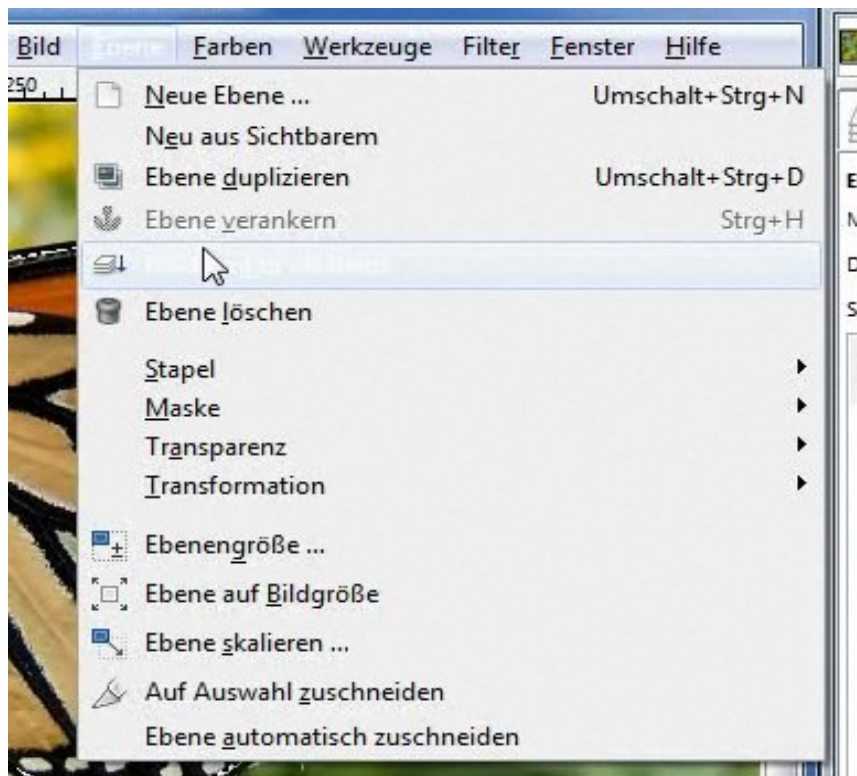 Bild Ebene Farben Werkzeuge Filter Fenster Hilfe
250
Neue Ebene ... Umschalt+Strg+N
Neu aus Sichtbarem
Ebene duplizieren Umschalt+Strg+D
Ebene verankern Strg+H
Ebene löschen
Stapel
Maske
Transparenz
Transformation
Ebenengröße ...
Ebene auf Bildgröße
Ebene skalieren ...
Auf Auswahl zuschneiden
Ebene automatisch zuschneiden